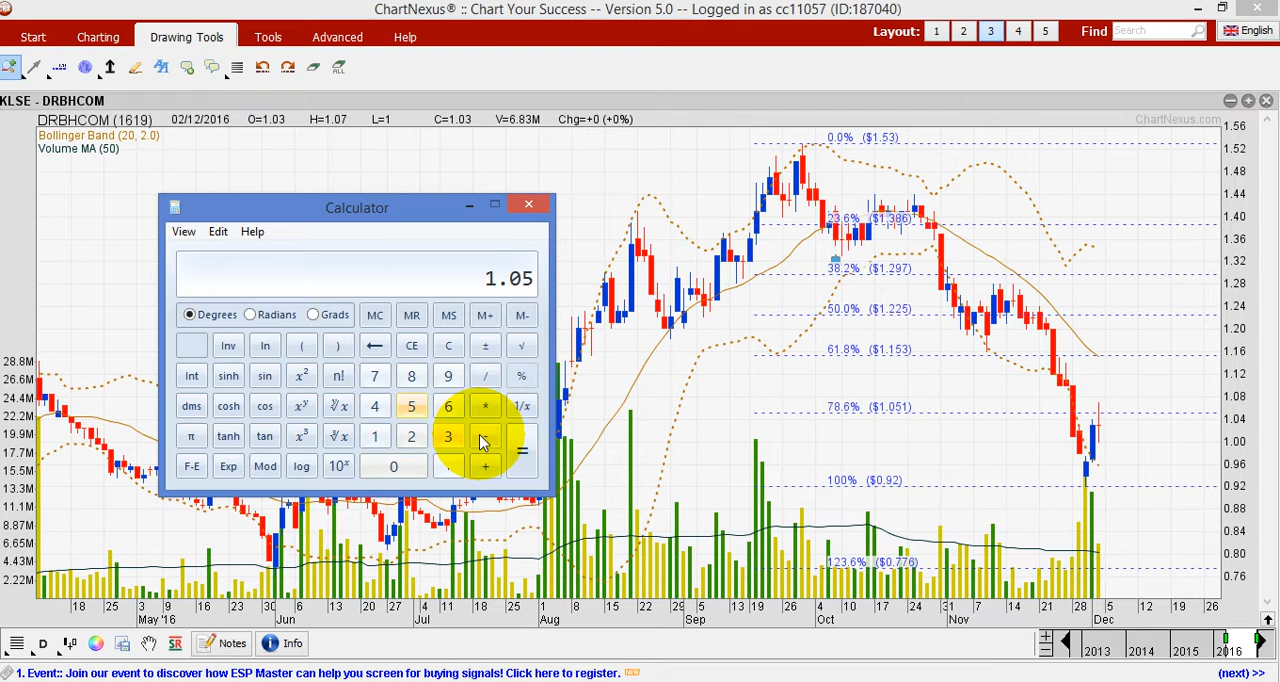 ChartNexus® :: Chart Your Success -- Version 5.0 -- Logged in as cc11057 (ID:187040)
Start Charting Drawing Tools Tools Advanced Help Layout: 1 2 3 4 5 Find Search English
ALL
KLSE - DRBHCOM
DRBHCOM (1619) 02/12/2016 O=1.03 H=1.07 L=1 C=1.03 V=6.83M Chg=+0 (+0%) ChartNexus.com
Bollinger Band (20, 2.0)
Volume MA (50)
1.56
1.52
1.48
1.44
1.40
1.36
1.32
1.28
1.24
1.20
1.16
1.12
1.08
1.04
1.00
0.96
0.92
0.88
0.84
0.80
0.76
0.0% ($1.53)
23.6% ($1.386)
38.2% ($1.297)
50.0% ($1.225)
61.8% ($1.153)
78.6% ($1.051)
100% ($0.92)
123.6% ($0.776)
Calculator
View Edit Help
1.05
Degrees Radians Grads MC MR MS M+ M-
Inv ln ( ) ← CE C ± √
Int sinh sin x² n! 7 8 9 / %
dms cosh cos xʸ ʸ√x 4 5 6 * 1/x
π tanh tan x³ ³√x 1 2 3 =
F-E Exp Mod log 10ˣ 0 . +
28.8M
26.6M
24.4M
22.2M
19.9M
17.7M
15.5M
13.3M
11.1M
8.87M
6.65M
4.43M
2.22M
18 25 3 9 16 23 30 6 13 20 27 4 11 18 25 1 8 15 22 29 5 13 19 26 4 10 17 24 31 7 14 21 28 5 12 19 26
May '16 Jun Jul Aug Sep Oct Nov Dec
D SR Notes Info 2013 2014 2015 2016
1. Event:: Join our event to discover how ESP Master can help you screen for buying signals! Click here to register. NEW (next) >>